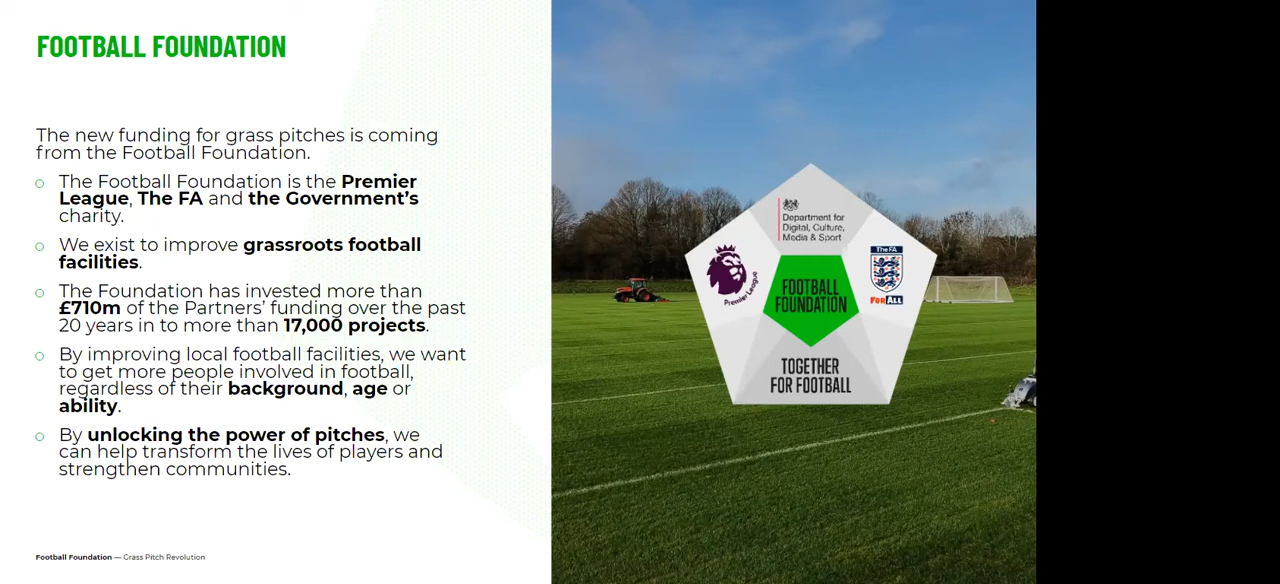 FOOTBALL FOUNDATION
The new funding for grass pitches is coming
from the Football Foundation.
The Football Foundation is the Premier
League, The FA and the Government's
charity.
We exist to improve grassroots football
facilities.
The Foundation has invested more than
£710m of the Partners' funding over the past
20 years in to more than 17,000 projects.
By improving local football facilities, we want
to get more people involved in football,
regardless of their background, age or
ability.
By unlocking the power of pitches, we
can help transform the lives of players and
strengthen communities.
Football Foundation — Grass Pitch Revolution
Department for
Digital, Culture,
Media & Sport
Premier League
The FA
FOR ALL
FOOTBALL
FOUNDATION
TOGETHER
FOR FOOTBALL